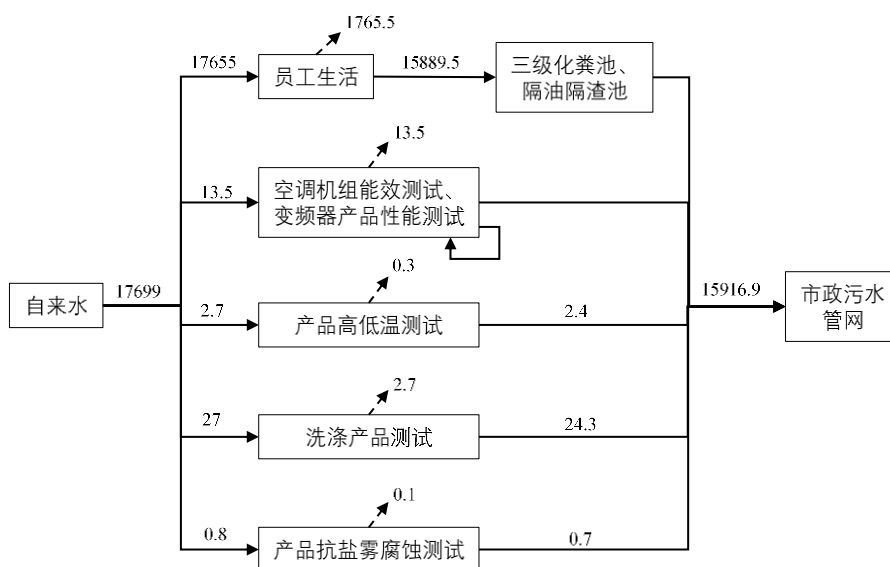 1765.5
17655
员工生活
15889.5
三级化粪池、
隔油隔渣池
13.5
13.5
空调机组能效测试、
变频器产品性能测试
0.3
自来水
17699
2.7
产品高低温测试
2.4
15916.9
市政污水
管网
2.7
27
洗涤产品测试
24.3
0.1
0.8
产品抗盐雾腐蚀测试
0.7